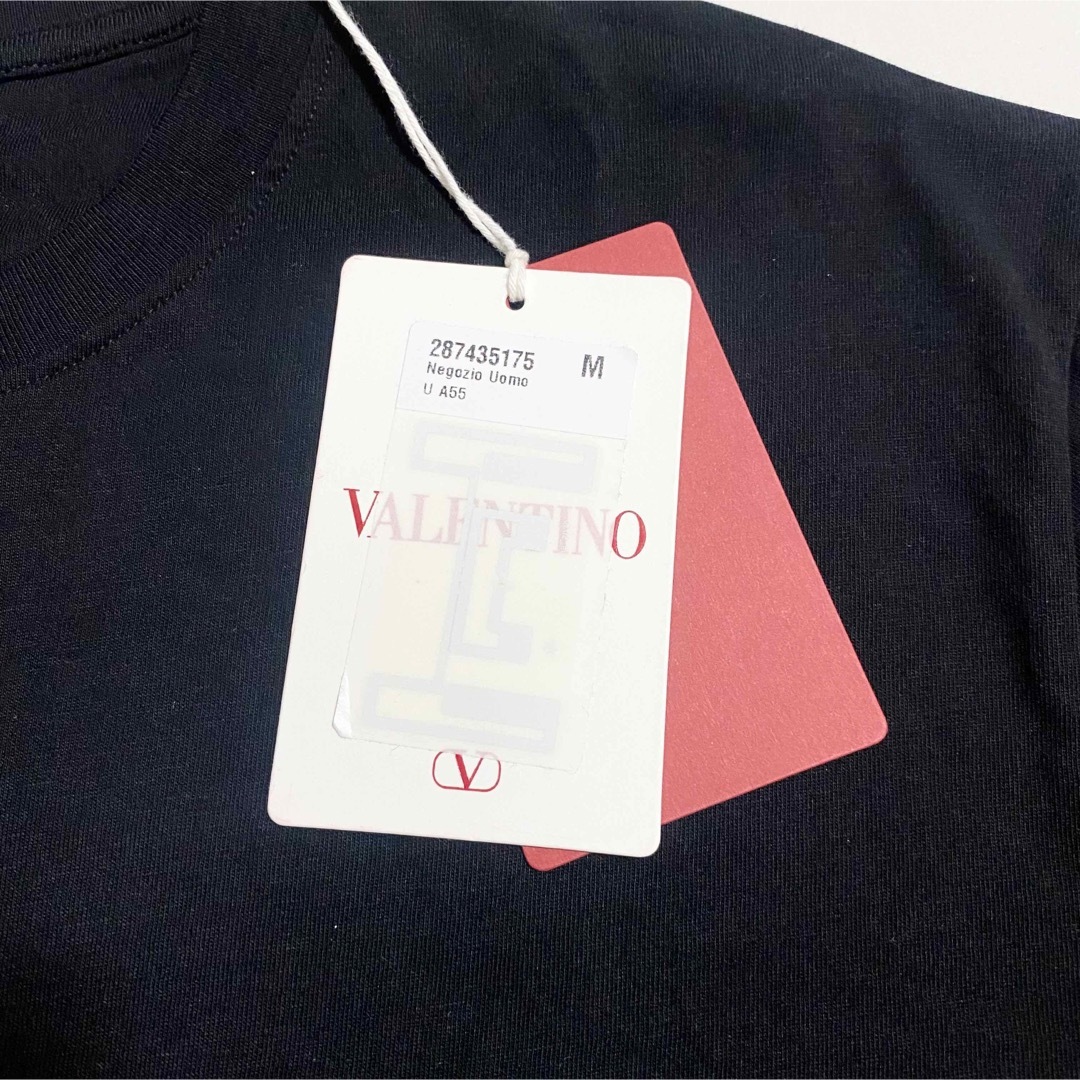 287435175 M
Negozio Uomo
U A55
VALENTINO
V